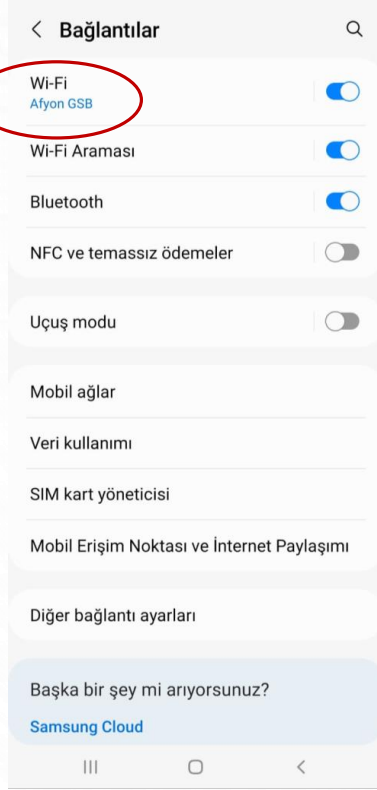 Bağlantılar
Wi-Fi
Afyon GSB
Wi-Fi Araması
Bluetooth
NFC ve temassız ödemeler
Uçuş modu
Mobil ağlar
Veri kullanımı
SIM kart yöneticisi
Mobil Erişim Noktası ve İnternet Paylaşımı
Diğer bağlantı ayarları
Başka bir şey mi arıyorsunuz?
Samsung Cloud